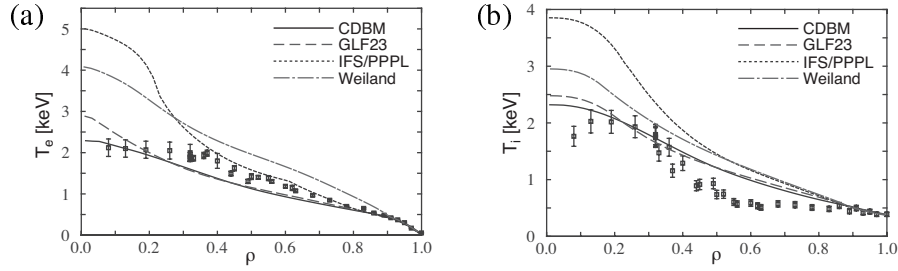 (a)
5
4
3
2
1
0
T_e [keV]
CDBM
GLF23
IFS/PPPL
Weiland
0.0 0.2 0.4 0.6 0.8 1.0
ρ
(b)
4
3
2
1
0
T_i [keV]
CDBM
GLF23
IFS/PPPL
Weiland
0.0 0.2 0.4 0.6 0.8 1.0
ρ